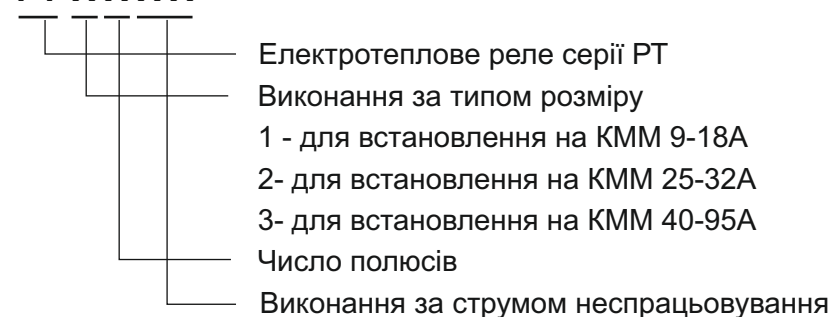 Електротеплове реле серії РТ
Виконання за типом розміру
1 - для встановлення на КММ 9-18А
2- для встановлення на КММ 25-32А
3- для встановлення на КММ 40-95А
Число полюсів
Виконання за струмом неспрацьовування